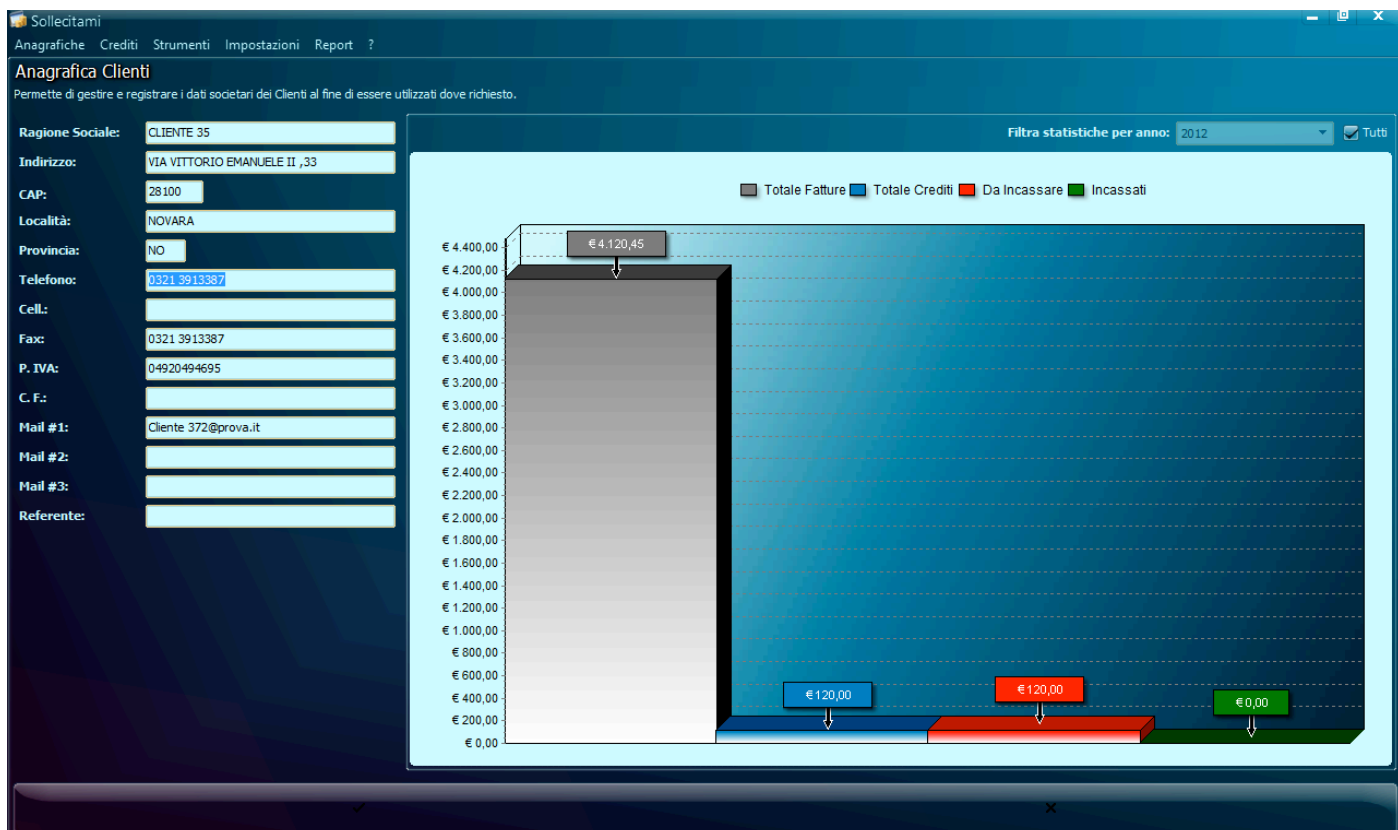 Sollecitami
Anagrafiche Crediti Strumenti Impostazioni Report ?
Anagrafica Clienti
Permette di gestire e registrare i dati societari dei Clienti al fine di essere utilizzati dove richiesto.
Ragione Sociale: CLIENTE 35
Indirizzo: VIA VITTORIO EMANUELE II ,33
CAP: 28100
Località: NOVARA
Provincia: NO
Telefono: 0321 3913387
Cell.:
Fax: 0321 3913387
P. IVA: 04920494695
C. F.:
Mail #1: Cliente 372@prova.it
Mail #2:
Mail #3:
Referente:
Filtra statistiche per anno: 2012 Tutti
Totale Fatture Totale Crediti Da Incassare Incassati
€ 4.400,00
€ 4.200,00
€ 4.000,00
€ 3.800,00
€ 3.600,00
€ 3.400,00
€ 3.200,00
€ 3.000,00
€ 2.800,00
€ 2.600,00
€ 2.400,00
€ 2.200,00
€ 2.000,00
€ 1.800,00
€ 1.600,00
€ 1.400,00
€ 1.200,00
€ 1.000,00
€ 800,00
€ 600,00
€ 400,00
€ 200,00
€ 0,00
€ 4.120,45
€ 120,00
€ 120,00
€ 0,00